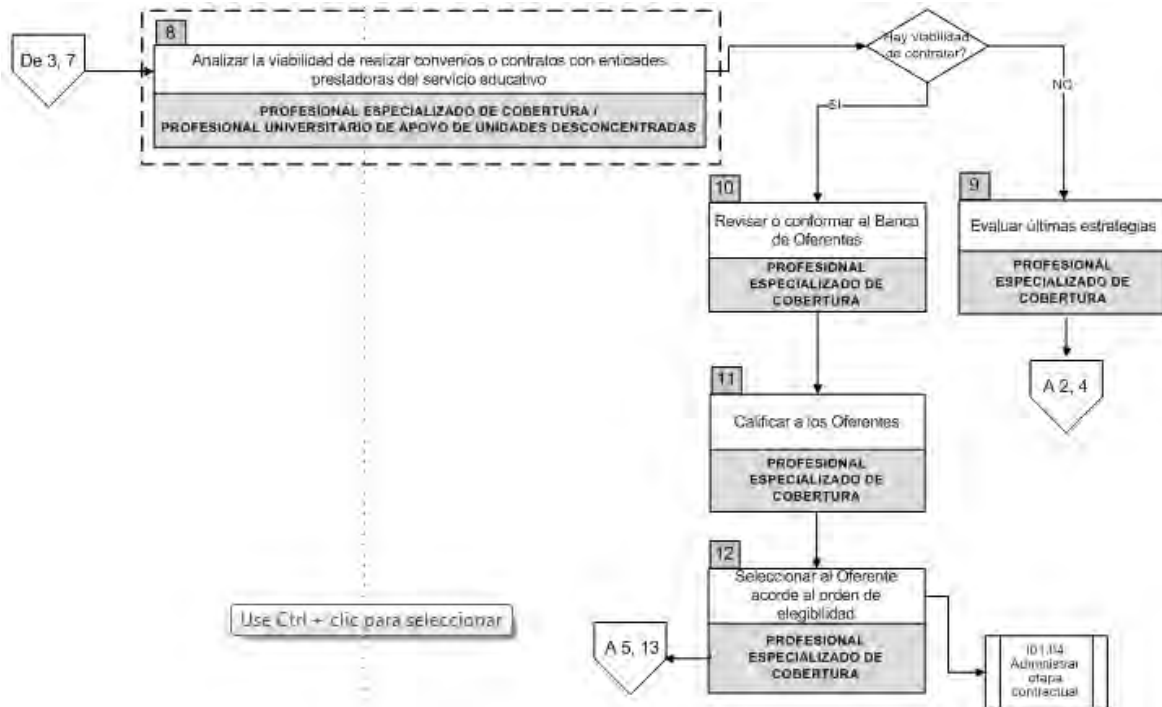 De 3, 7
8
Analizar la viabilidad de realizar convenios o contratos con entidades
prestadoras del servicio educativo
PROFESIONAL ESPECIALIZADO DE COBERTURA /
PROFESIONAL UNIVERSITARIO DE APOYO DE UNIDADES DESCONCENTRADAS
Hay viabilidad
de contratar?
SI
NO
10
Revisar o conformar el Banco
de Oferentes
PROFESIONAL
ESPECIALIZADO DE
COBERTURA
9
Evaluar últimas estrategias
PROFESIONAL
ESPECIALIZADO DE
COBERTURA
A 2, 4
11
Calificar a los Oferentes
PROFESIONAL
ESPECIALIZADO DE
COBERTURA
12
Seleccionar al Oferente
acorde al orden de
elegibilidad
PROFESIONAL
ESPECIALIZADO DE
COBERTURA
Use Ctrl + clic para seleccionar
A 5, 13
Administrar
etapa
contractual